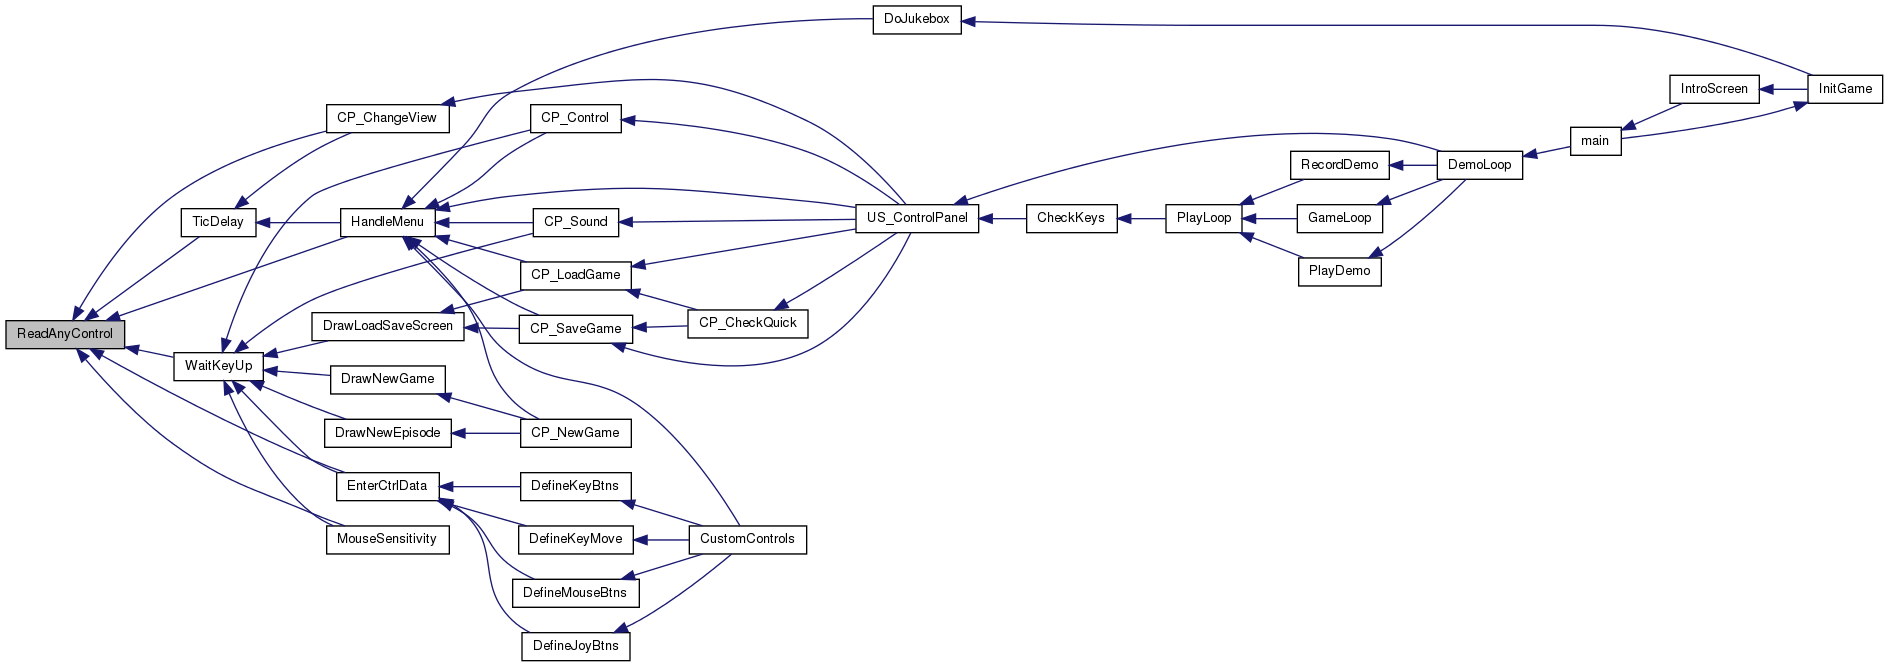 DoJukebox
IntroScreen
InitGame
CP_ChangeView
CP_Control
main
RecordDemo
DemoLoop
TicDelay
HandleMenu
CP_Sound
US_ControlPanel
CheckKeys
PlayLoop
GameLoop
CP_LoadGame
PlayDemo
ReadAnyControl
DrawLoadSaveScreen
CP_SaveGame
CP_CheckQuick
WaitKeyUp
DrawNewGame
DrawNewEpisode
CP_NewGame
EnterCtrlData
DefineKeyBtns
MouseSensitivity
DefineKeyMove
CustomControls
DefineMouseBtns
DefineJoyBtns